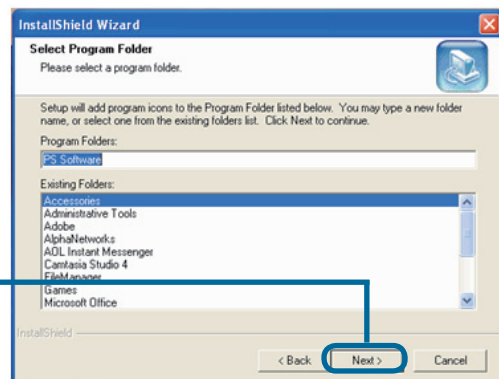 InstallShield Wizard
Select Program Folder
Please select a program folder.
Setup will add program icons to the Program Folder listed below. You may type a new folder
name, or select one from the existing folders list. Click Next to continue.
Program Folders:
PS Software
Existing Folders:
Accessories
Administrative Tools
Adobe
AlphaNetworks
AOL Instant Messenger
Camtasia Studio 4
FileManager
Games
Microsoft Office
InstallShield
< Back
Next >
Cancel